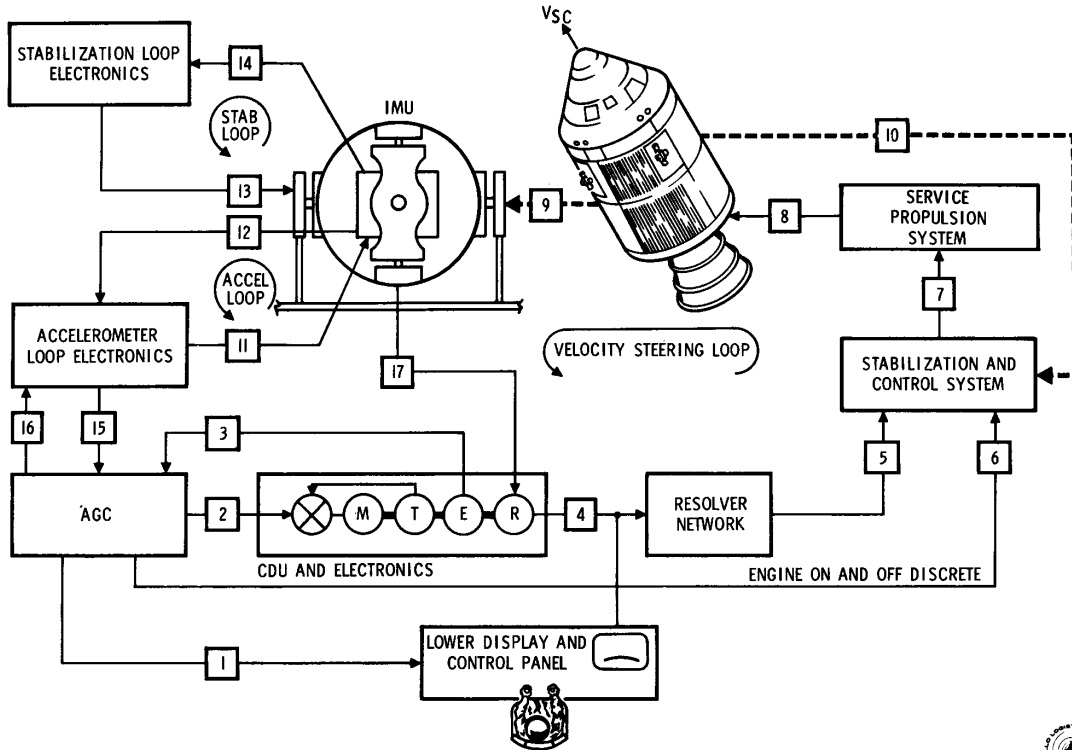 VSC
STABILIZATION LOOP
ELECTRONICS
14
IMU
10
STAB
LOOP
13
9
8
SERVICE
PROPULSION
SYSTEM
12
7
ACCEL
LOOP
ACCELEROMETER
LOOP ELECTRONICS
11
VELOCITY STEERING LOOP
STABILIZATION AND
CONTROL SYSTEM
17
16
15
3
5
6
AGC
2
M
T
E
R
4
RESOLVER
NETWORK
CDU AND ELECTRONICS
ENGINE ON AND OFF DISCRETE
LOWER DISPLAY AND
CONTROL PANEL
1